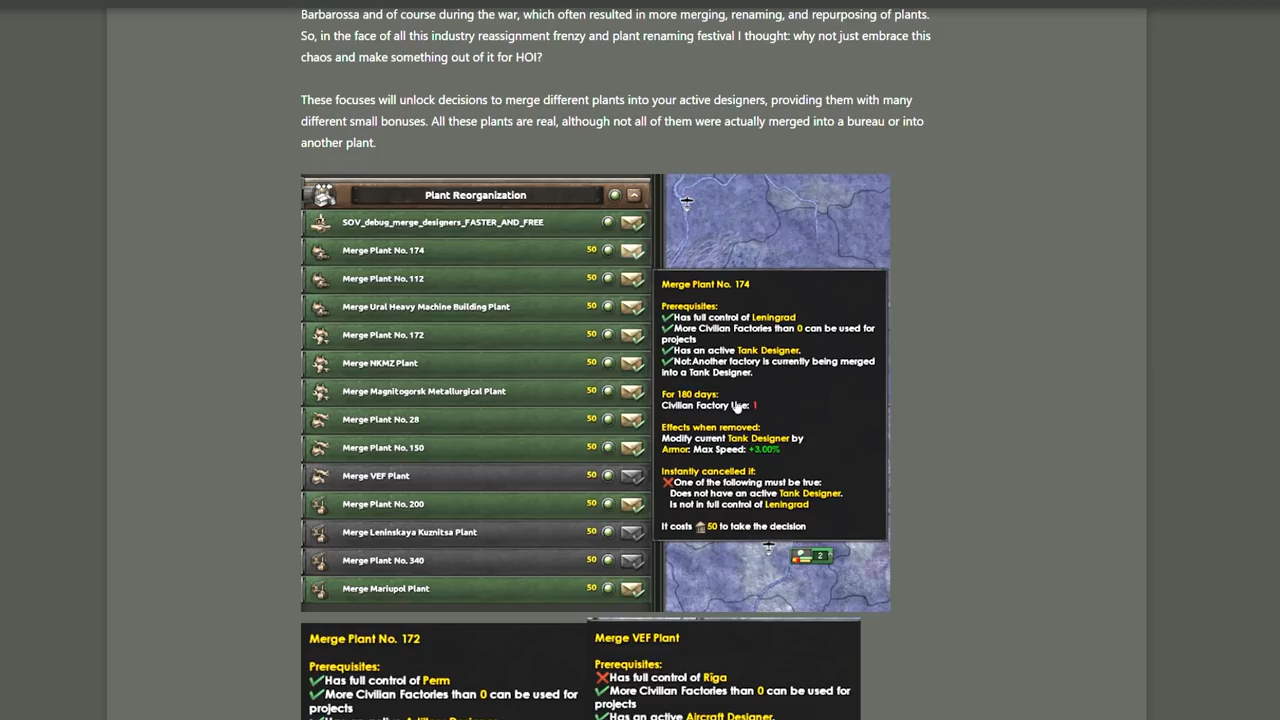 Barbarossa and of course during the war, which often resulted in more merging, renaming, and repurposing of plants.
So, in the face of all this industry reassignment frenzy and plant renaming festival I thought: why not just embrace this
chaos and make something out of it for HOI?
These focuses will unlock decisions to merge different plants into your active designers, providing them with many
different small bonuses. All these plants are real, although not all of them were actually merged into a bureau or into
another plant.
Plant Reorganization
SOV_debug_merge_designers_FASTER_AND_FREE
Merge Plant No. 174 50
Merge Plant No. 112 50
Merge Ural Heavy Machine Building Plant 50
Merge Plant No. 172 50
Merge NKMZ Plant 50
Merge Magnitogorsk Metallurgical Plant 50
Merge Plant No. 28 50
Merge Plant No. 150 50
Merge VEF Plant 50
Merge Plant No. 200 50
Merge Leninskaya Kuznitsa Plant 50
Merge Plant No. 340 50
Merge Mariupol Plant 50
Merge Plant No. 174
Prerequisites:
Has full control of Leningrad
More Civilian Factories than 0 can be used for
projects
Has an active Tank Designer.
Not: Another factory is currently being merged
into a Tank Designer.
For 180 days:
Civilian Factory Use: 1
Effects when removed:
Modify current Tank Designer by
Armor: Max Speed: +3.00%
Instantly cancelled if:
One of the following must be true:
Does not have an active Tank Designer.
Is not in full control of Leningrad
It costs 50 to take the decision
2
Merge Plant No. 172
Prerequisites:
Has full control of Perm
More Civilian Factories than 0 can be used for
projects
Merge VEF Plant
Prerequisites:
Has full control of Riga
More Civilian Factories than 0 can be used for
projects
Has an active Aircraft Designer.